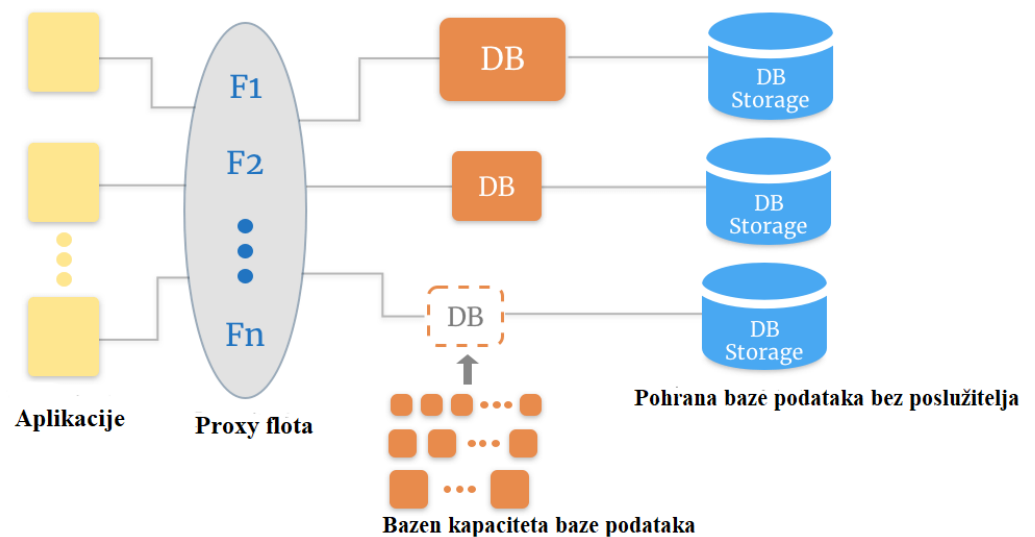 F1
F2
Fn
DB
DB
DB
DB
Storage
DB
Storage
DB
Storage
Aplikacije
Proxy flota
Pohrana baze podataka bez poslužitelja
Bazen kapaciteta baze podataka